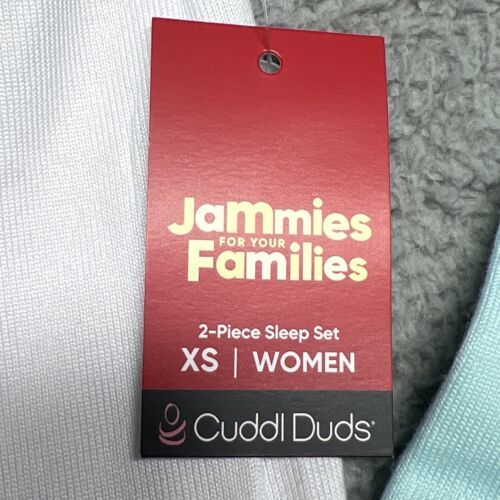 Jammies
FOR YOUR
Families
2-Piece Sleep Set
XS | WOMEN
Cuddl Duds®